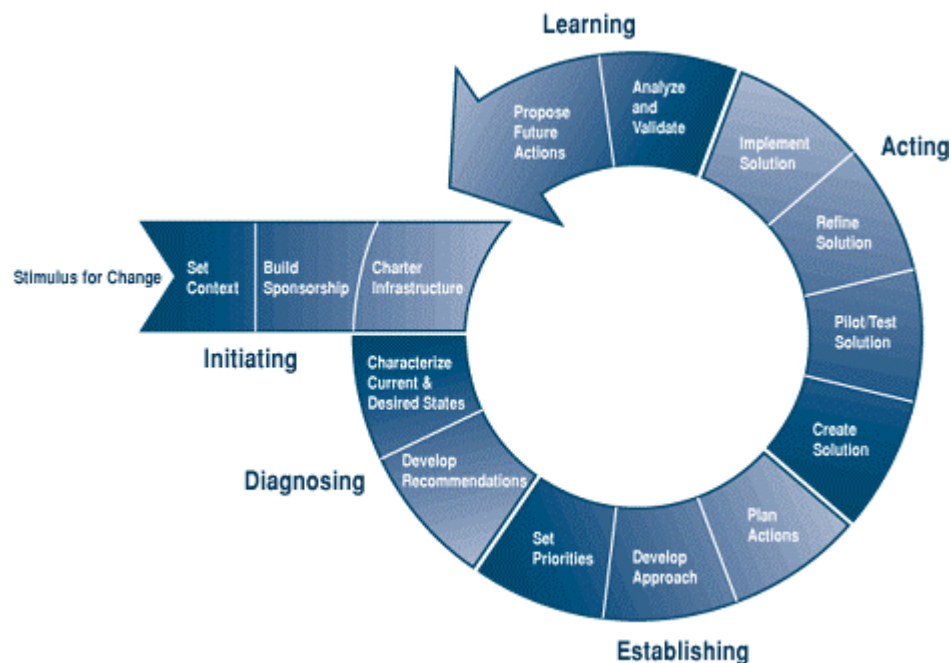 Learning
Propose
Future
Actions
Analyze
and
Validate
Implement
Solution
Acting
Refine
Solution
Pilot/Test
Solution
Create
Solution
Stimulus for Change
Set
Context
Build
Sponsorship
Charter
Infrastructure
Initiating
Characterize
Current &
Desired States
Diagnosing
Develop
Recommendations
Set
Priorities
Develop
Approach
Plan
Actions
Establishing